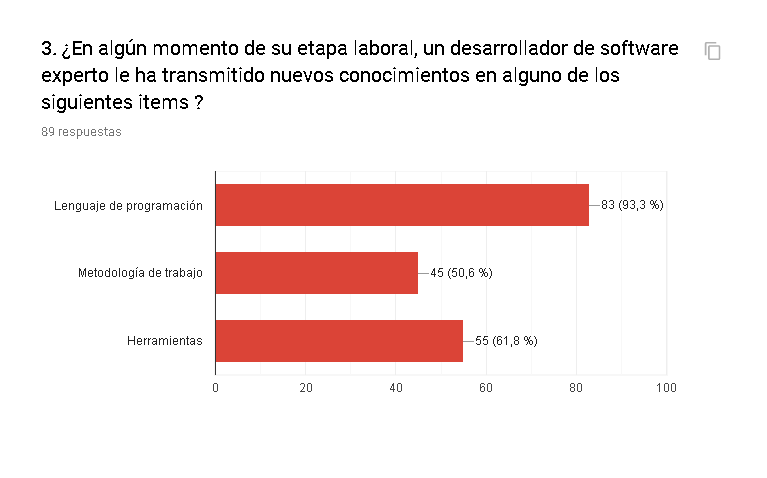 3. ¿En algún momento de su etapa laboral, un desarrollador de software
experto le ha transmitido nuevos conocimientos en alguno de los
siguientes items ?
89 respuestas
Lenguaje de programación
83 (93,3 %)
Metodología de trabajo
45 (50,6 %)
Herramientas
55 (61,8 %)
0 20 40 60 80 100